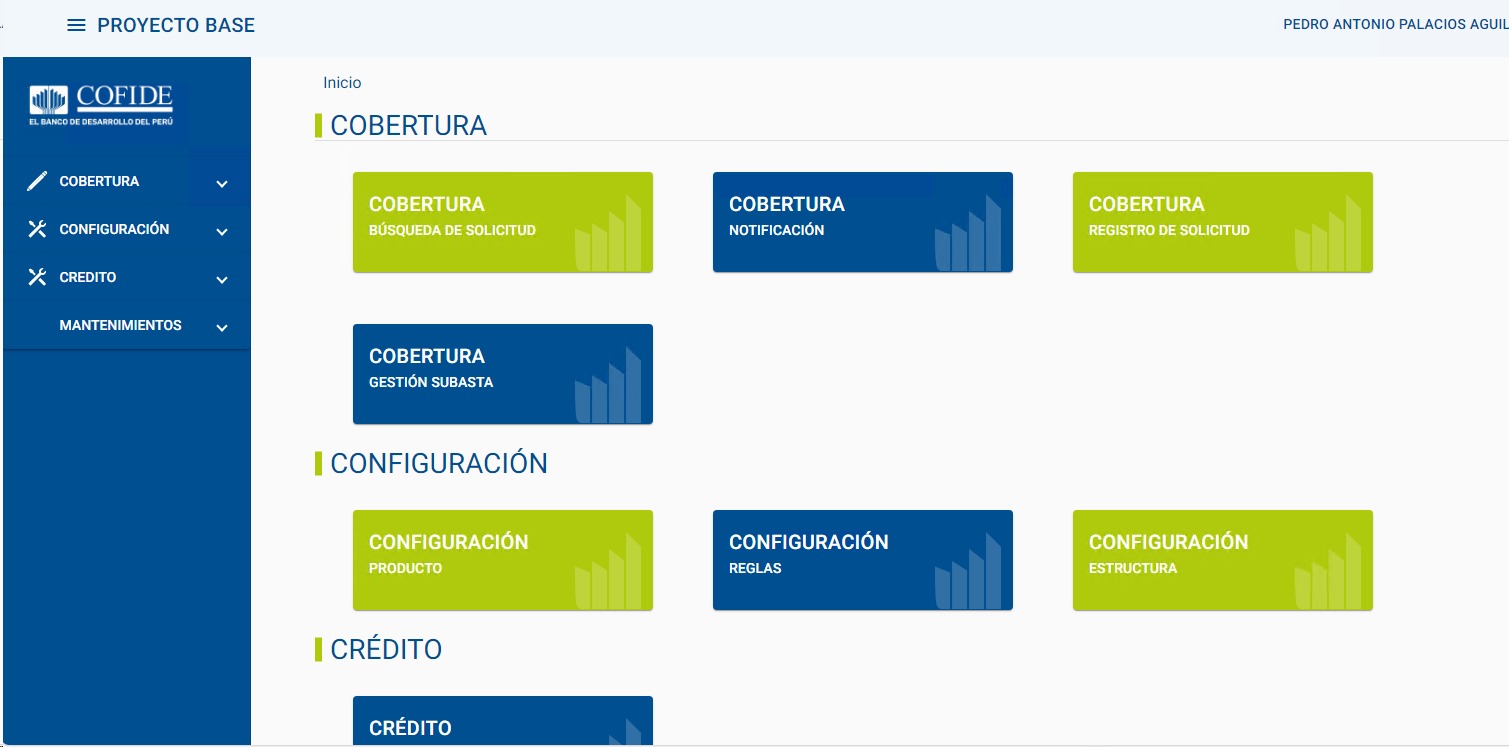 PROYECTO BASE
PEDRO ANTONIO PALACIOS
COFIDE
EL BANCO DE DESARROLLO DEL PERÚ
COBERTURA
CONFIGURACIÓN
CREDITO
MANTENIMIENTOS
Inicio
COBERTURA
COBERTURA
BÚSQUEDA DE SOLICITUD
COBERTURA
NOTIFICACIÓN
COBERTURA
REGISTRO DE SOLICITUD
COBERTURA
GESTIÓN SUBASTA
CONFIGURACIÓN
CONFIGURACIÓN
PRODUCTO
CONFIGURACIÓN
REGLAS
CONFIGURACIÓN
ESTRUCTURA
CRÉDITO
CRÉDITO